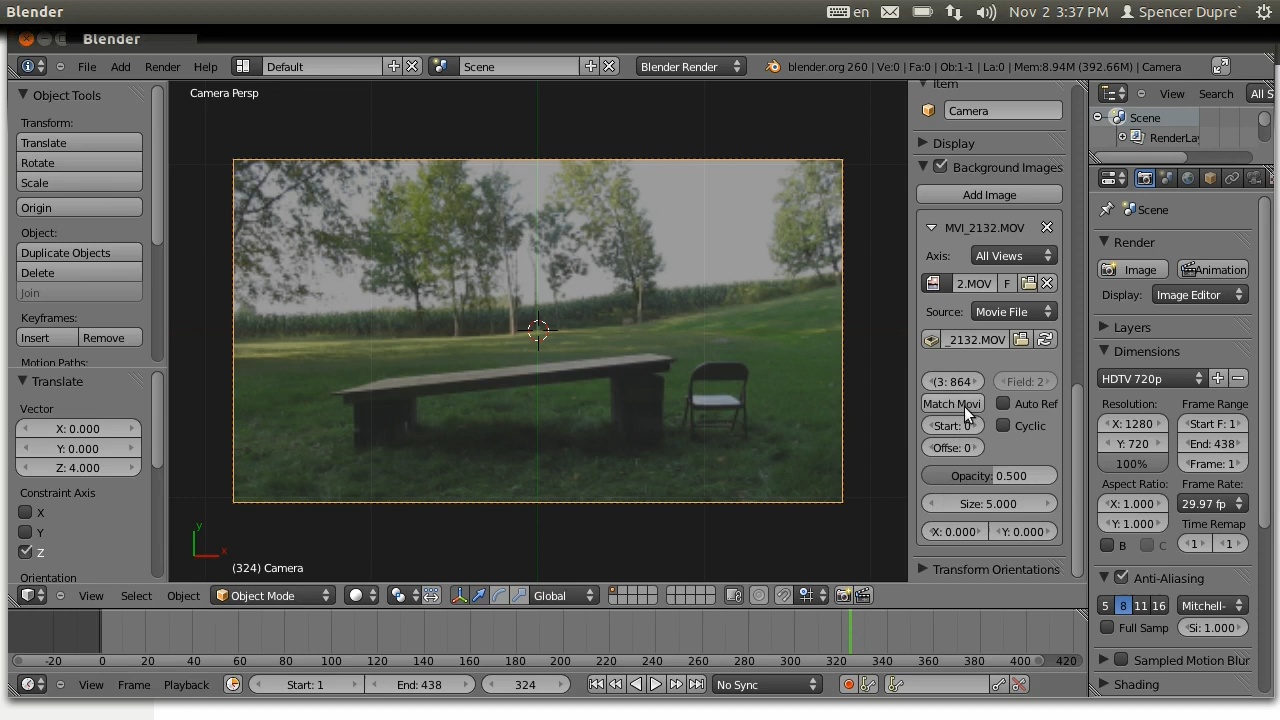 Blender
en
Nov 2 3:37 PM
Spencer Dupre`
Blender
File Add Render Help
Default
Scene
Blender Render
blender.org 260 | Ve:0 | Fa:0 | Ob:1-1 | La:0 | Mem:8.94M (392.66M) | Camera
Object Tools
Transform:
Translate
Rotate
Scale
Origin
Object:
Duplicate Objects
Delete
Join
Keyframes:
Insert Remove
Motion Paths:
Translate
Vector
X: 0.000
Y: 0.000
Z: 4.000
Constraint Axis
X
Y
Z
Orientation
Camera Persp
y
x
(324) Camera
Item
Camera
Display
Background Images
Add Image
MVI_2132.MOV
Axis: All Views
2.MOV F
Source: Movie File
_2132.MOV
(3: 864 Field: 2
Match Movi Auto Ref
Start: 0 Cyclic
Offse: 0
Opacity: 0.500
Size: 5.000
X: 0.000 Y: 0.000
Transform Orientations
View Search All S
Scene
RenderLay
Scene
Render
Image Animation
Display: Image Editor
Layers
Dimensions
HDTV 720p
Resolution: Frame Range
X: 1280 Start F: 1
Y: 720 End: 438
100% Frame: 1
Aspect Ratio: Frame Rate:
X: 1.000 29.97 fp
Y: 1.000 Time Remap
B C 1 1
Anti-Aliasing
5 8 11 16 Mitchell-
Full Samp Si: 1.000
Sampled Motion Blur
Shading
View Select Object
Object Mode
Global
-20 0 20 40 60 80 100 120 140 160 180 200 220 240 260 280 300 320 340 360 380 400 420
View Frame Playback
Start: 1 End: 438
324
No Sync